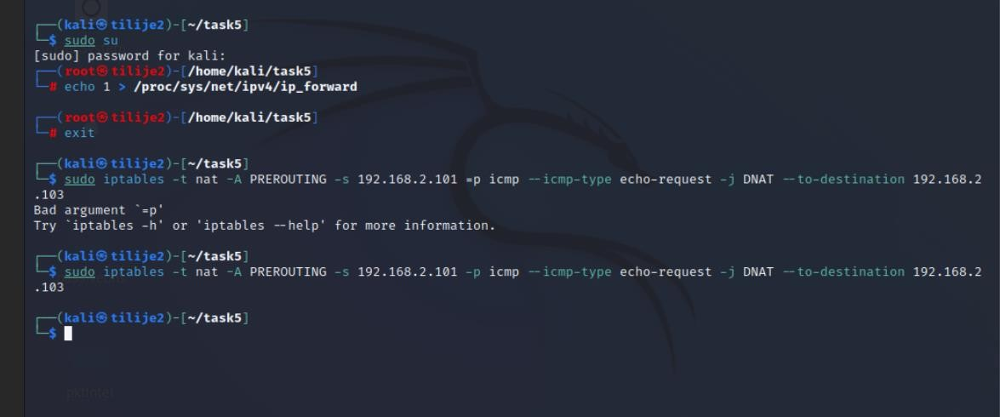 ┌──(kali㉿tilije2)-[~/task5]
└─$ sudo su
[sudo] password for kali:
┌──(root㉿tilije2)-[/home/kali/task5]
└─# echo 1 > /proc/sys/net/ipv4/ip_forward
┌──(root㉿tilije2)-[/home/kali/task5]
└─# exit
┌──(kali㉿tilije2)-[~/task5]
└─$ sudo iptables -t nat -A PREROUTING -s 192.168.2.101 =p icmp --icmp-type echo-request -j DNAT --to-destination 192.168.2
.103
Bad argument `=p'
Try `iptables -h' or 'iptables --help' for more information.
┌──(kali㉿tilije2)-[~/task5]
└─$ sudo iptables -t nat -A PREROUTING -s 192.168.2.101 -p icmp --icmp-type echo-request -j DNAT --to-destination 192.168.2
.103
┌──(kali㉿tilije2)-[~/task5]
└─$